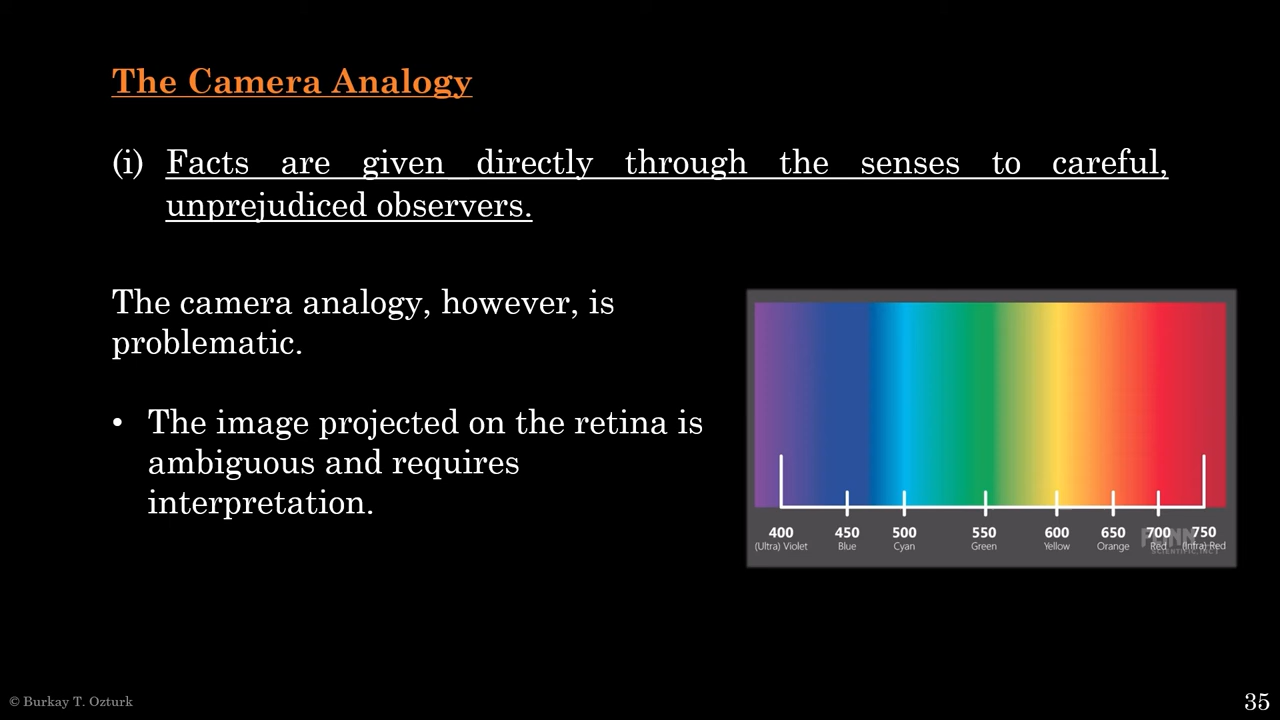 The Camera Analogy
(i) Facts are given directly through the senses to careful,
unprejudiced observers.
The camera analogy, however, is
problematic.
• The image projected on the retina is
ambiguous and requires
interpretation.
400 450 500 550 600 650 700 750
(Ultra) Violet Blue Cyan Green Yellow Orange Red (Infra) Red
SCIENTIFIC, INC.
© Burkay T. Ozturk
35